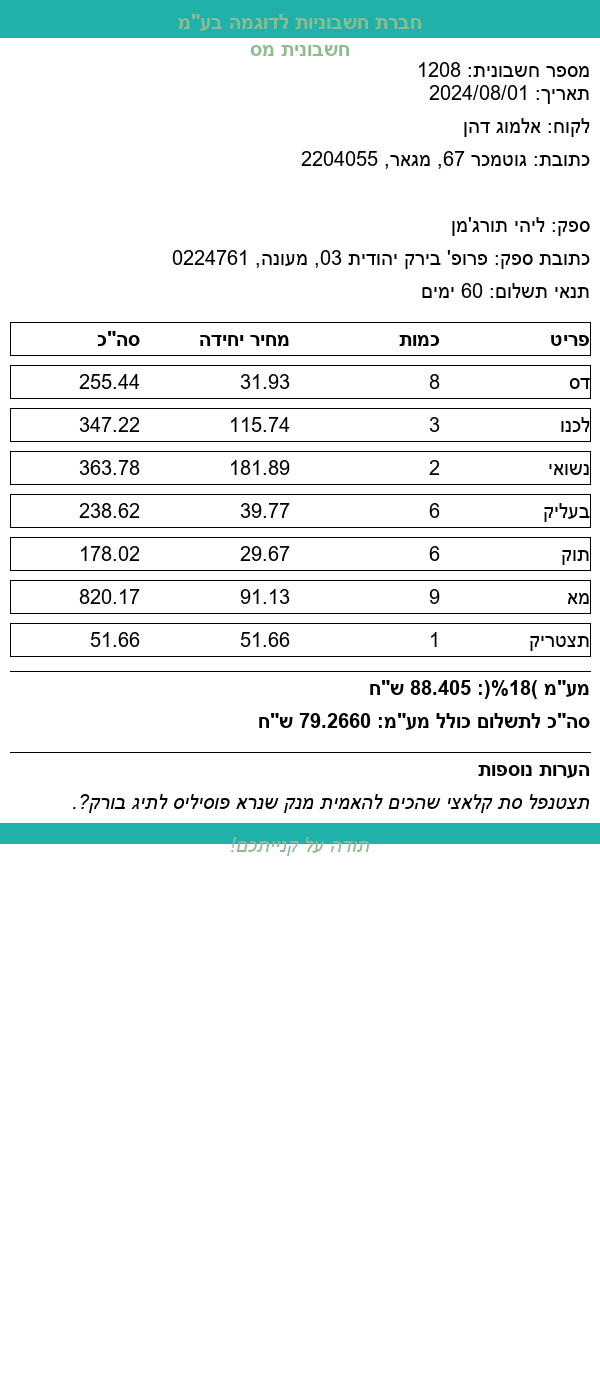 חברת חשבוניות לדוגמה בע"מ
חשבונית מס
מספר חשבונית: 1208
תאריך: 2024/08/01
לקוח: אלמוג דהן
כתובת: גוטמכר 67, מגאר, 2204055
ספק: ליהי תורג'מן
כתובת ספק: פרופ' בירק יהודית 03, מעונה, 0224761
תנאי תשלום: 60 ימים
פריט כמות מחיר יחידה סה"כ
דס 8 31.93 255.44
לכנו 3 115.74 347.22
נשואי 2 181.89 363.78
בעליק 6 39.77 238.62
תוק 6 29.67 178.02
מא 9 91.13 820.17
תצטריק 1 51.66 51.66
מע"מ )18%(: 88.405 ש"ח
סה"כ לתשלום כולל מע"מ: 79.2660 ש"ח
הערות נוספות
תצטנפל סת קלאצי שהכים להאמית מנק שנרא פוסיליס לתיג בורק?.
תודה על קנייתכם!